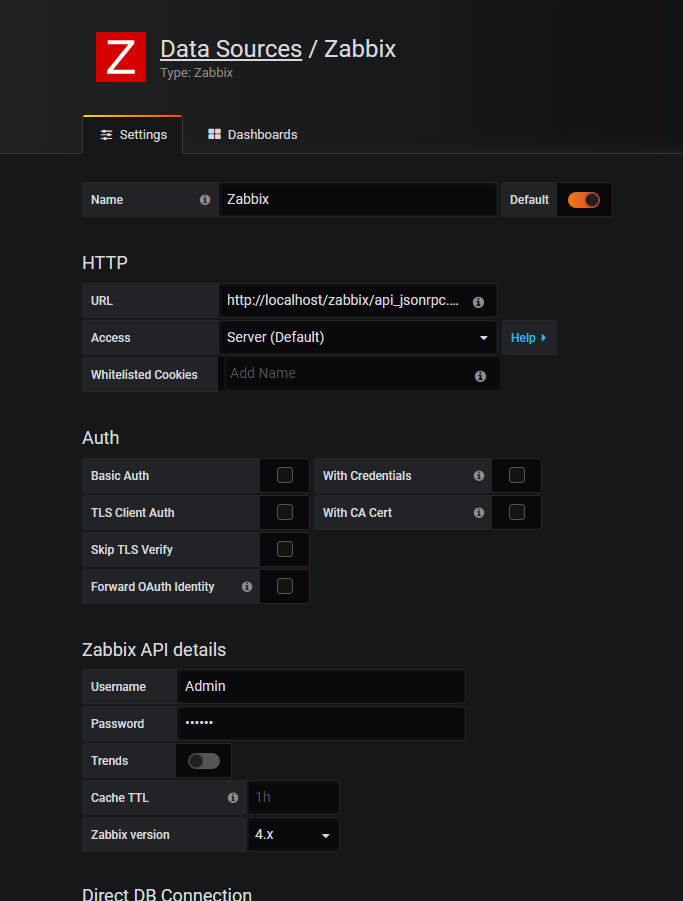 Z
Data Sources / Zabbix
Type: Zabbix
Settings
Dashboards
Name
Zabbix
Default
HTTP
URL
http://localhost/zabbix/api_jsonrpc....
Access
Server (Default)
Help
Whitelisted Cookies
Add Name
Auth
Basic Auth
With Credentials
TLS Client Auth
With CA Cert
Skip TLS Verify
Forward OAuth Identity
Zabbix API details
Username
Admin
Password
••••••
Trends
Cache TTL
1h
Zabbix version
4.x
Direct DB Connection